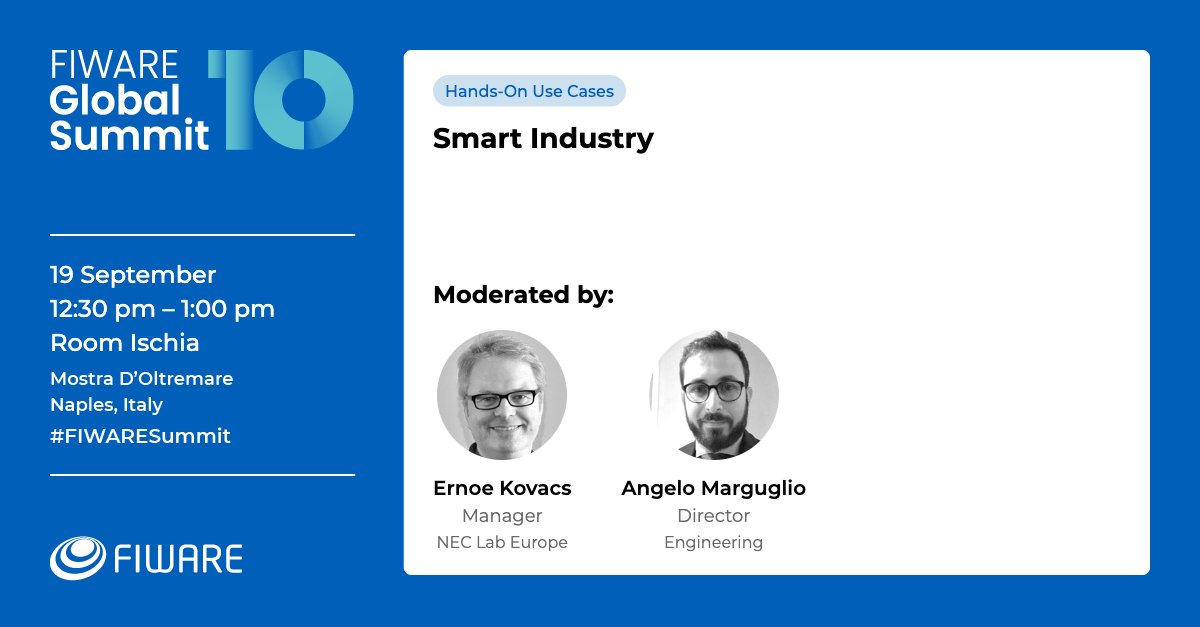 FIWARE
Global
Summit
10
19 September
12:30 pm – 1:00 pm
Room Ischia
Mostra D’Oltremare
Naples, Italy
#FIWARESummit
FIWARE
Hands-On Use Cases
Smart Industry
Moderated by:
Ernoe Kovacs
Manager
NEC Lab Europe
Angelo Marguglio
Director
Engineering